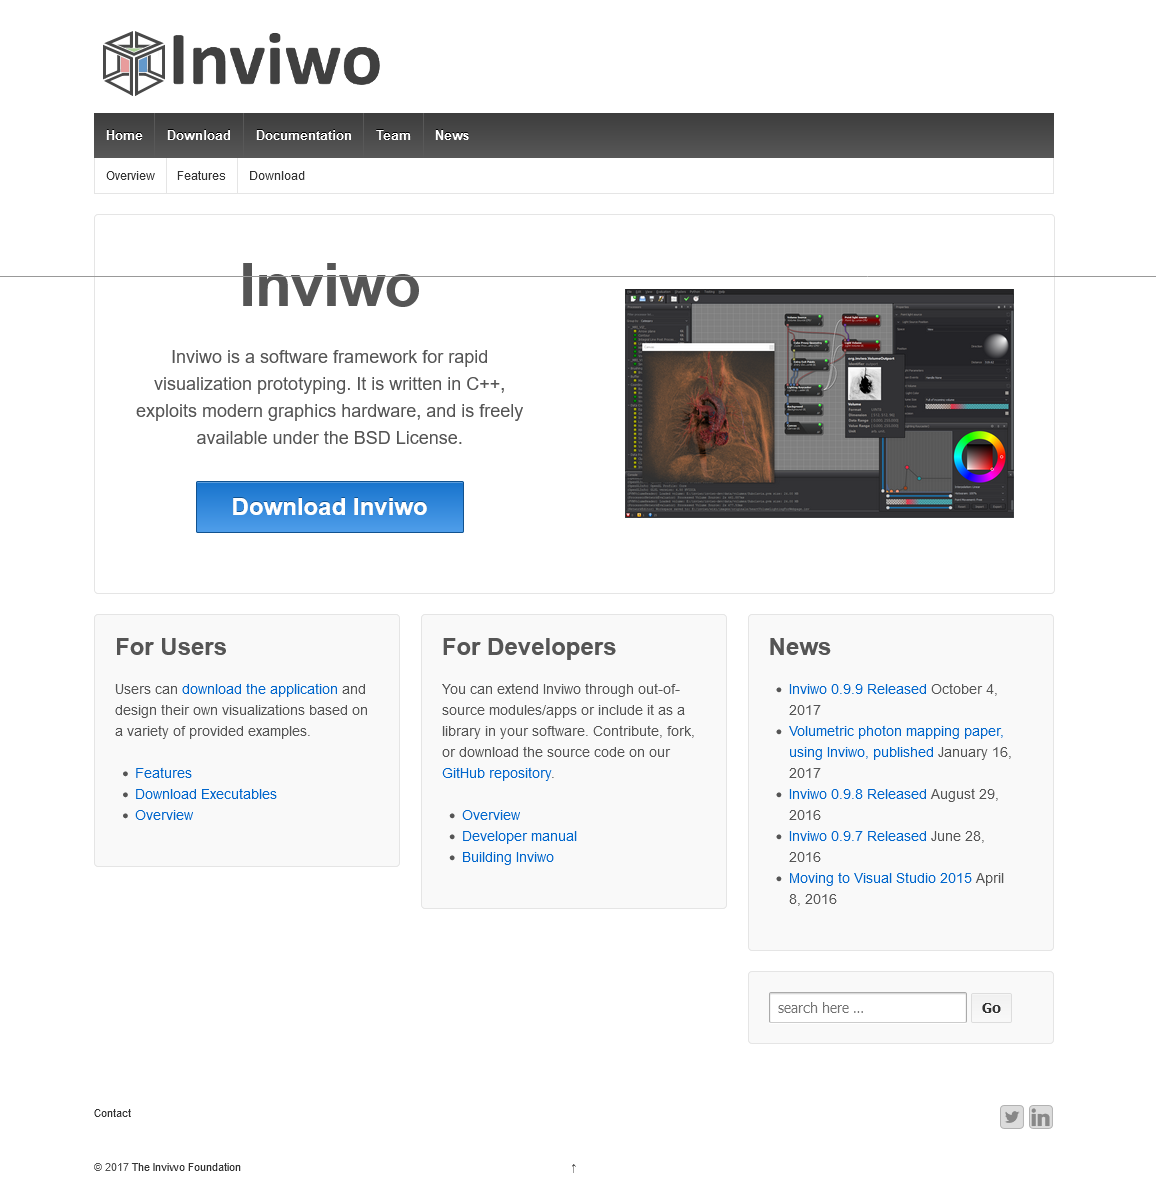 Inviwo
Home Download Documentation Team News
Overview Features Download
Inviwo
Inviwo is a software framework for rapid
visualization prototyping. It is written in C++,
exploits modern graphics hardware, and is freely
available under the BSD License.
Download Inviwo
For Users
Users can download the application and
design their own visualizations based on
a variety of provided examples.
Features
Download Executables
Overview
For Developers
You can extend Inviwo through out-of-
source modules/apps or include it as a
library in your software. Contribute, fork,
or download the source code on our
GitHub repository.
Overview
Developer manual
Building Inviwo
News
Inviwo 0.9.9 Released October 4,
2017
Volumetric photon mapping paper,
using Inviwo, published January 16,
2017
Inviwo 0.9.8 Released August 29,
2016
Inviwo 0.9.7 Released June 28,
2016
Moving to Visual Studio 2015 April
8, 2016
search here ...
Go
Contact
in
© 2017 The Inviwo Foundation
↑